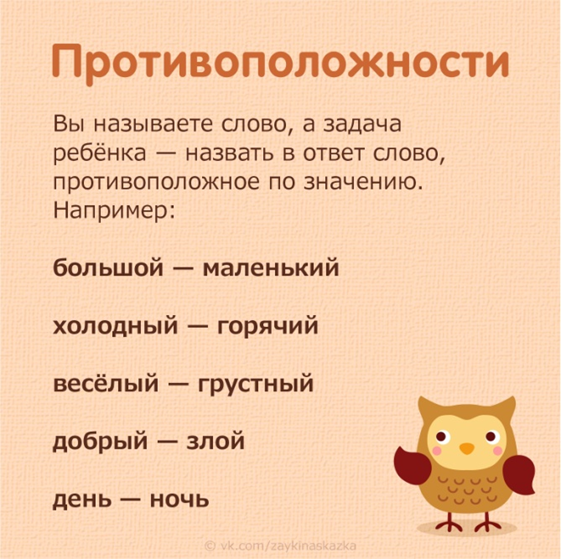 Противоположности
Вы называете слово, а задача
ребёнка — назвать в ответ слово,
противоположное по значению.
Например:
большой — маленький
холодный — горячий
весёлый — грустный
добрый — злой
день — ночь
© vk.com/zaykinaskazka